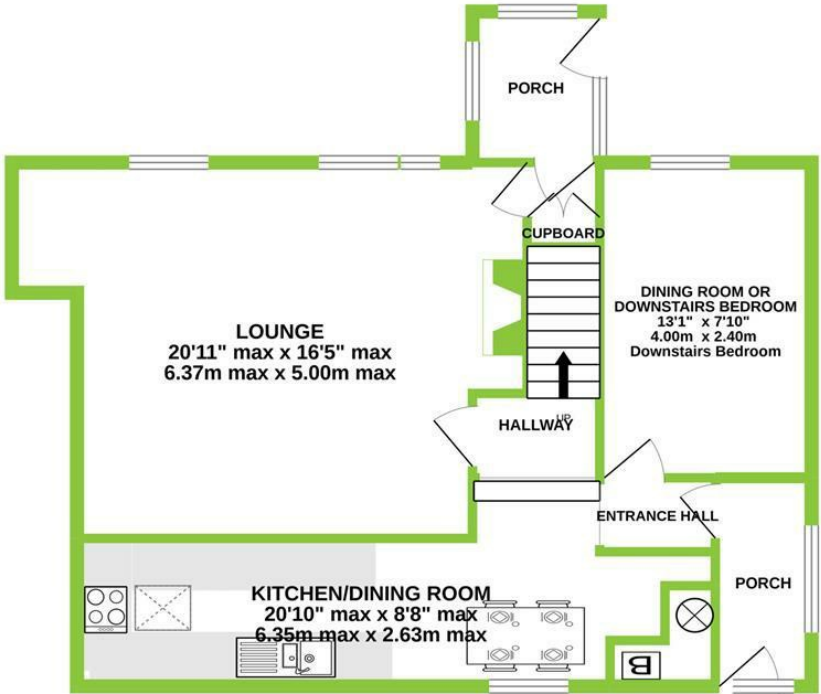 PORCH
CUPBOARD
DINING ROOM OR
DOWNSTAIRS BEDROOM
13'1" x 7'10"
4.00m x 2.40m
Downstairs Bedroom
LOUNGE
20'11" max x 16'5" max
6.37m max x 5.00m max
UP
HALLWAY
ENTRANCE HALL
PORCH
KITCHEN/DINING ROOM
20'10" max x 8'8" max
6.35m max x 2.63m max
B